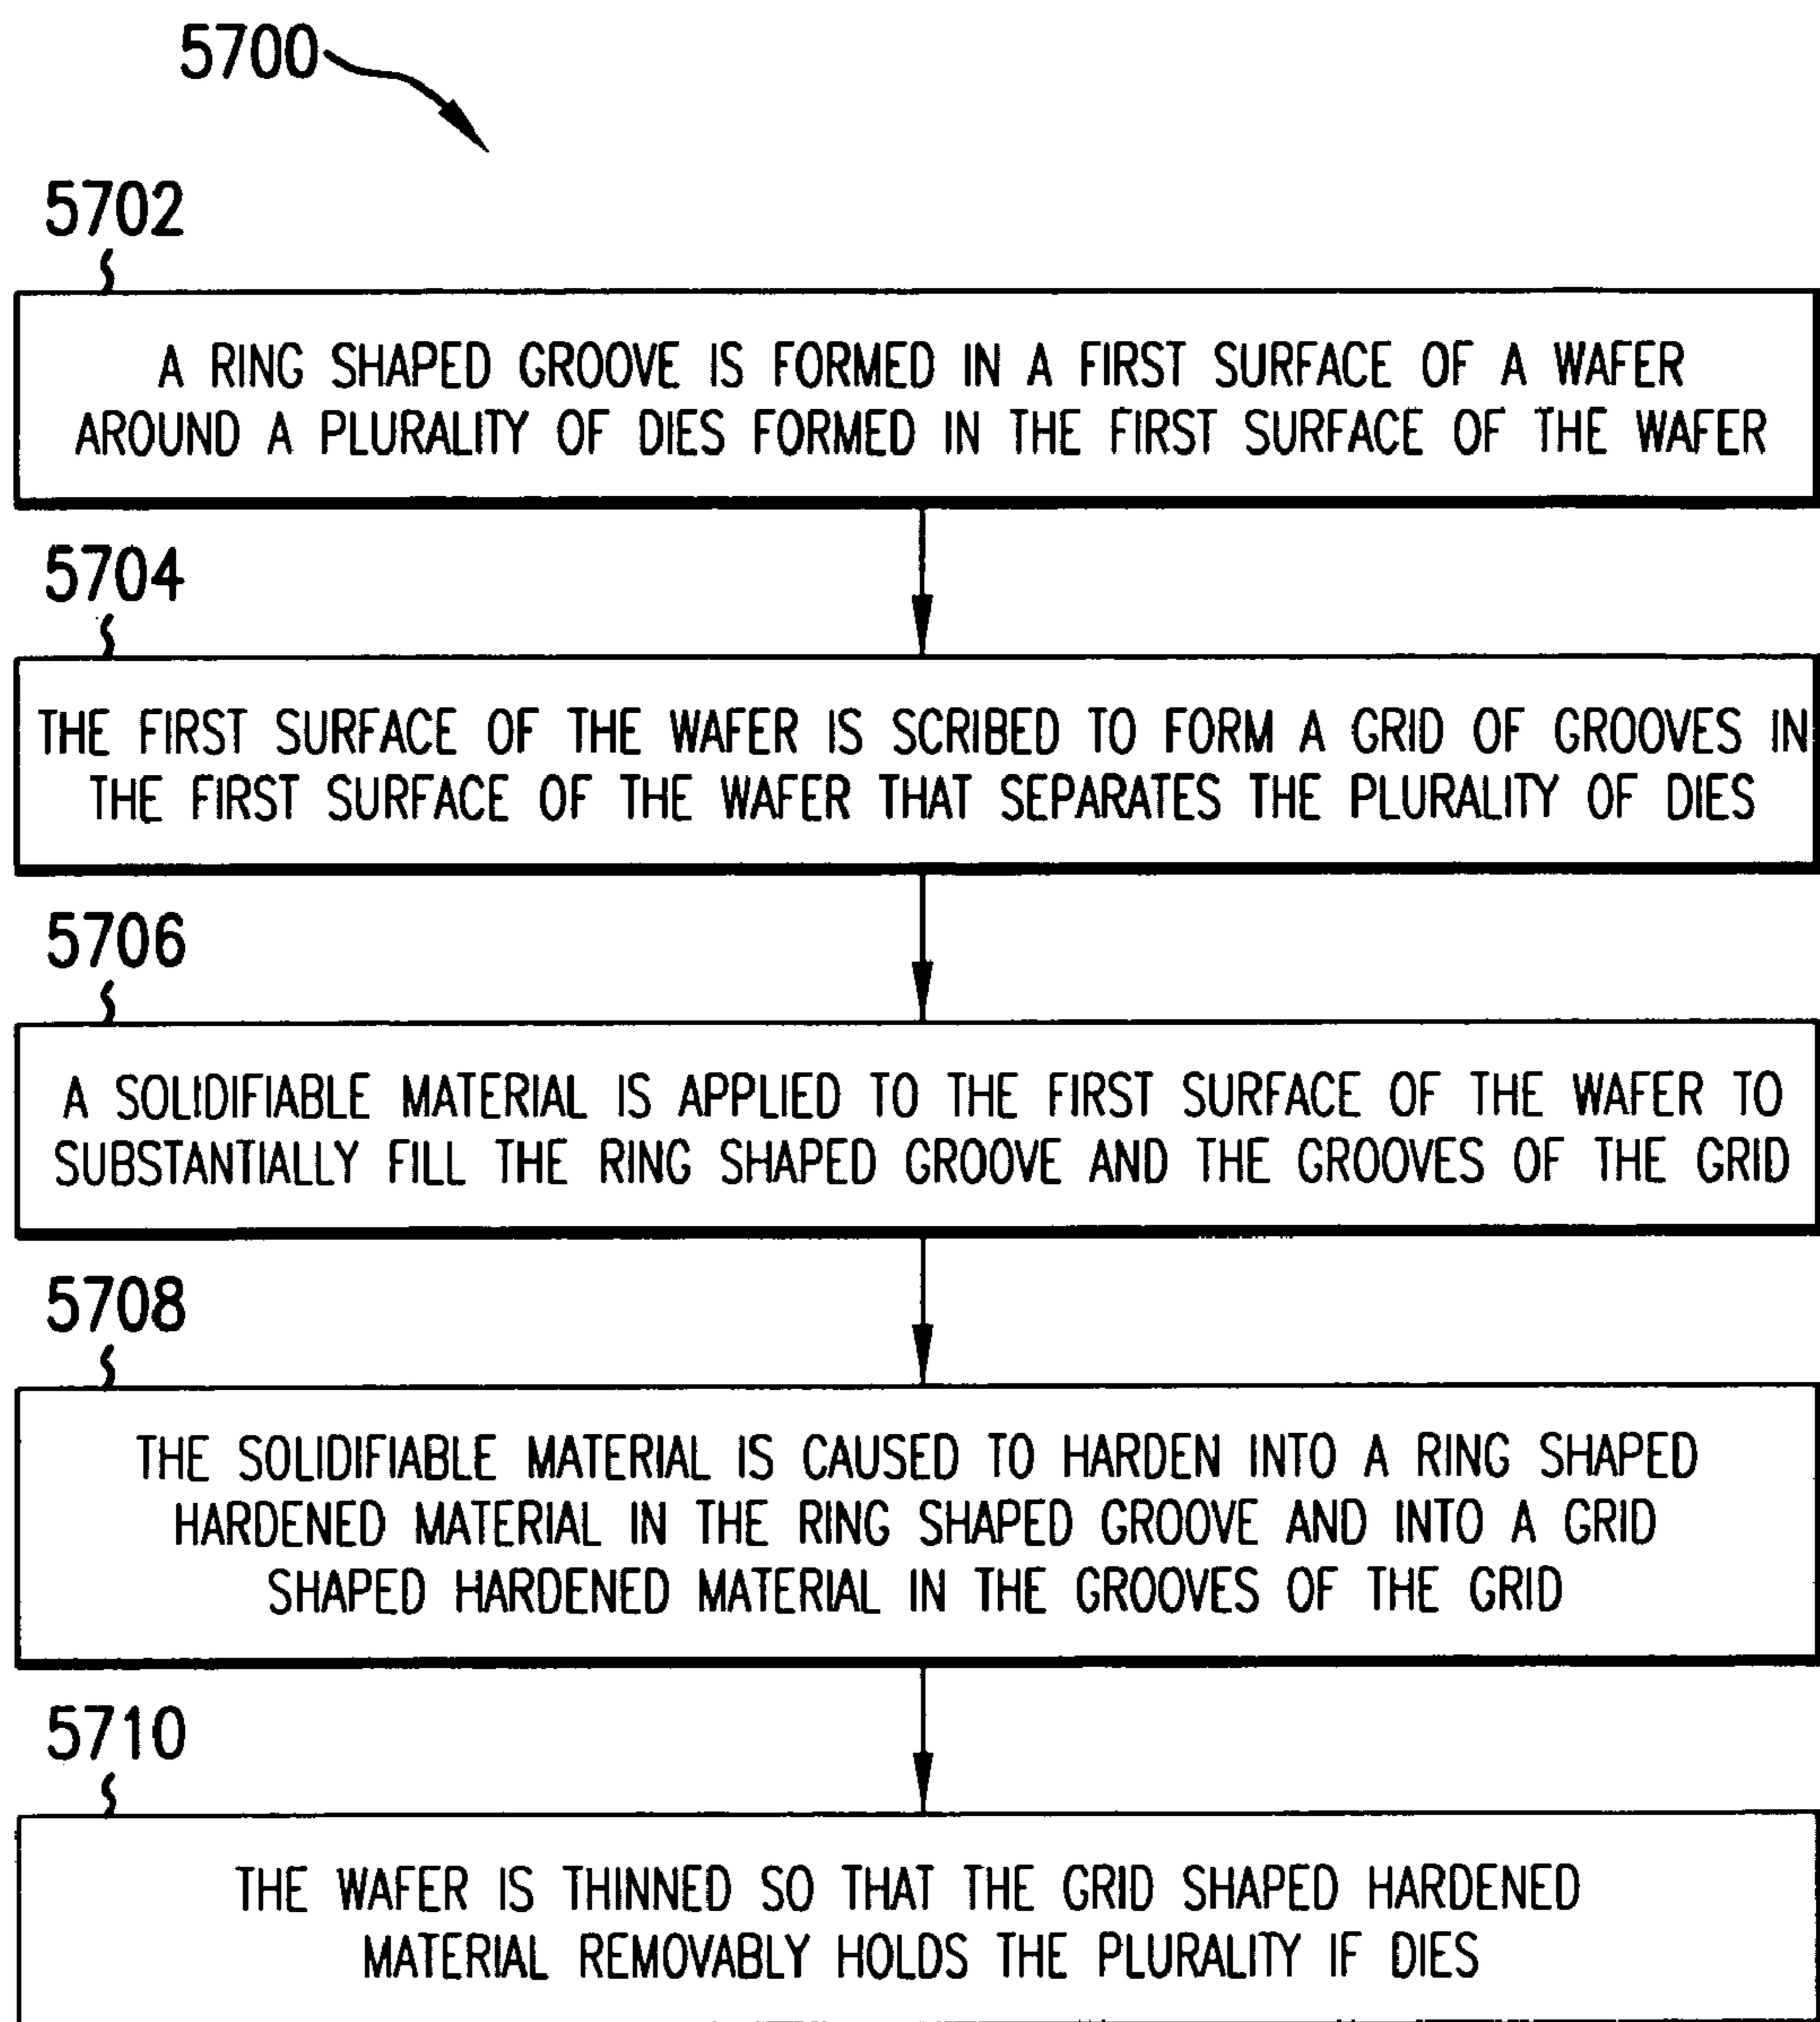 5700
5702
A RING SHAPED GROOVE IS FORMED IN A FIRST SURFACE OF A WAFER
AROUND A PLURALITY OF DIES FORMED IN THE FIRST SURFACE OF THE WAFER
5704
THE FIRST SURFACE OF THE WAFER IS SCRIBED TO FORM A GRID OF GROOVES IN
THE FIRST SURFACE OF THE WAFER THAT SEPARATES THE PLURALITY OF DIES
5706
A SOLIDIFIABLE MATERIAL IS APPLIED TO THE FIRST SURFACE OF THE WAFER TO
SUBSTANTIALLY FILL THE RING SHAPED GROOVE AND THE GROOVES OF THE GRID
5708
THE SOLIDIFIABLE MATERIAL IS CAUSED TO HARDEN INTO A RING SHAPED
HARDENED MATERIAL IN THE RING SHAPED GROOVE AND INTO A GRID
SHAPED HARDENED MATERIAL IN THE GROOVES OF THE GRID
5710
THE WAFER IS THINNED SO THAT THE GRID SHAPED HARDENED
MATERIAL REMOVABLY HOLDS THE PLURALITY IF DIES